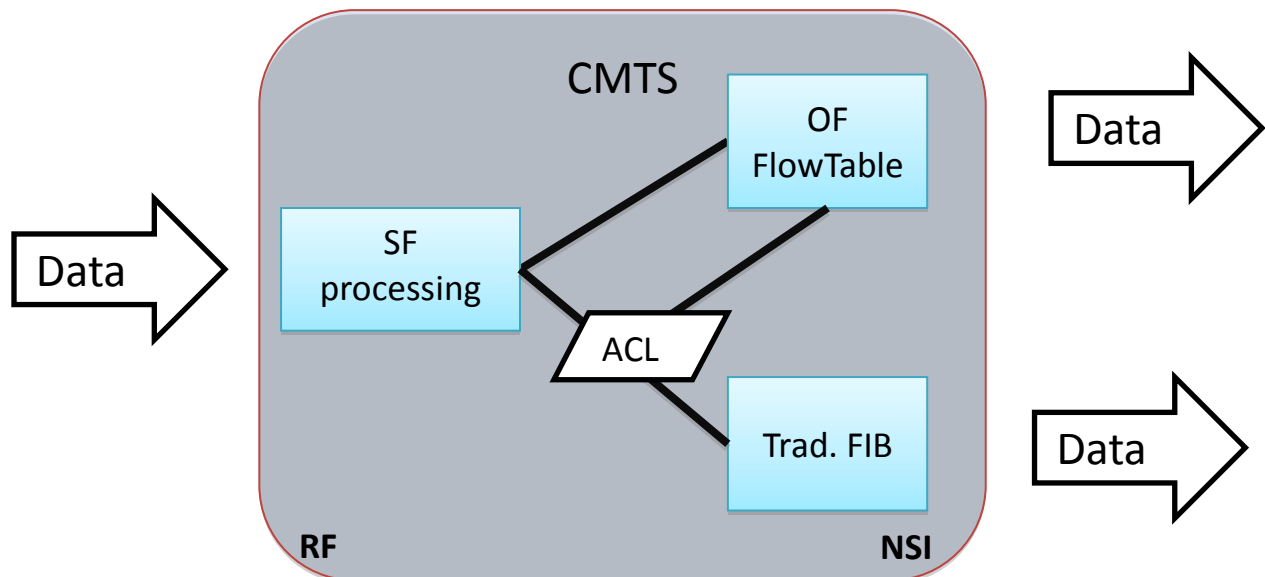 CMTS
OF
FlowTable
Data
SF
processing
Data
ACL
Trad. FIB
Data
RF
NSI